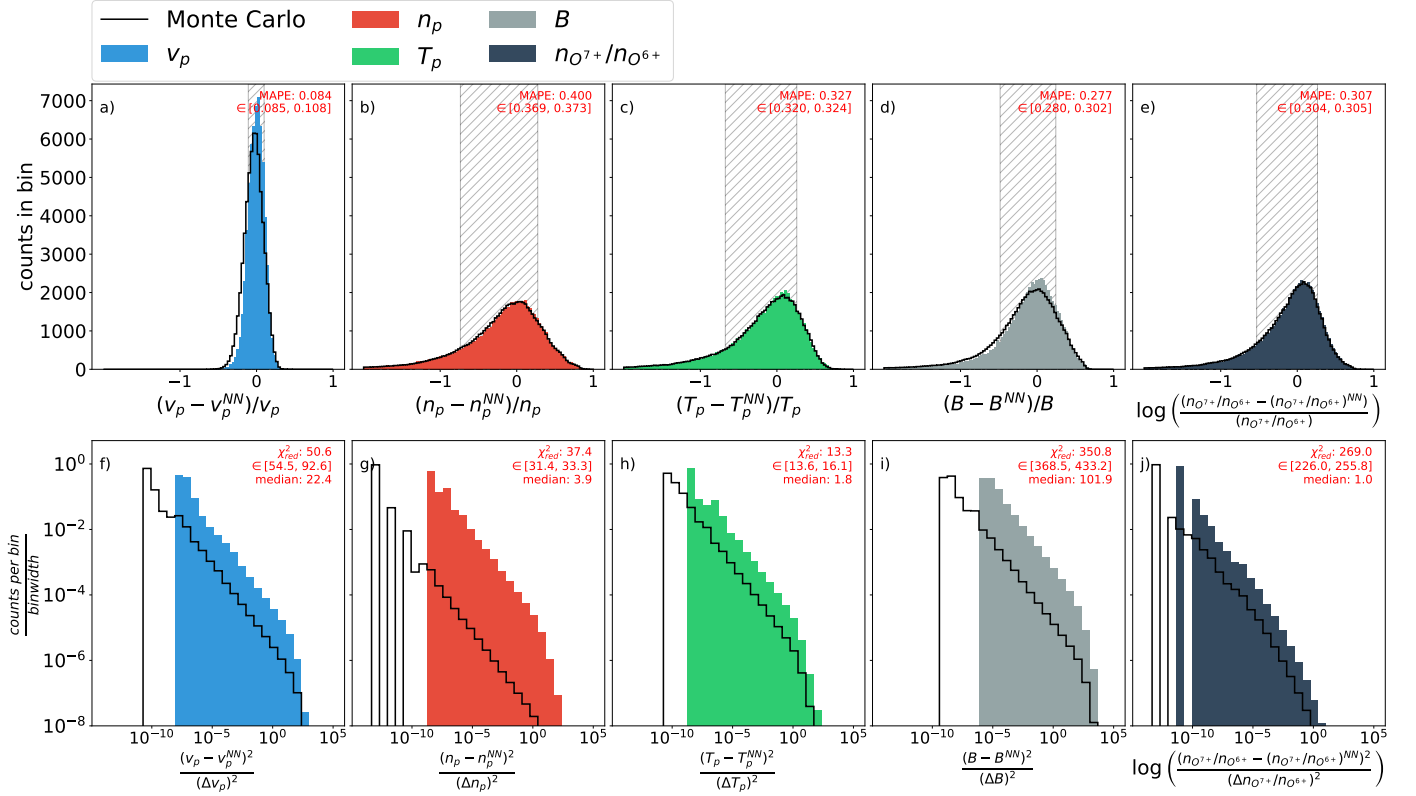 Monte Carlo
v_p
n_p
T_p
B
n_{O^{7+}}/n_{O^{6+}}
counts in bin
7000
6000
5000
4000
3000
2000
1000
0
a)
MAPE: 0.084
∈ [0.085, 0.108]
−1 0 1
(v_p − v_p^{NN})/v_p
b)
MAPE: 0.400
∈ [0.369, 0.373]
−1 0 1
(n_p − n_p^{NN})/n_p
c)
MAPE: 0.327
∈ [0.320, 0.324]
−1 0 1
(T_p − T_p^{NN})/T_p
d)
MAPE: 0.277
∈ [0.280, 0.302]
−1 0 1
(B − B^{NN})/B
e)
MAPE: 0.307
∈ [0.304, 0.305]
−1 0 1
log((n_{O^{7+}}/n_{O^{6+}} − (n_{O^{7+}}/n_{O^{6+}})^{NN})/(n_{O^{7+}}/n_{O^{6+}}))
counts per bin
binwidth
10^0
10^{−2}
10^{−4}
10^{−6}
10^{−8}
f)
χ²_{red}: 50.6
∈ [54.5, 92.6]
median: 22.4
10^{−10} 10^{−5} 10^0 10^5
(v_p − v_p^{NN})^2
(Δv_p)^2
g)
χ²_{red}: 37.4
∈ [31.4, 33.3]
median: 3.9
10^{−10} 10^{−5} 10^0 10^5
(n_p − n_p^{NN})^2
(Δn_p)^2
h)
χ²_{red}: 13.3
∈ [13.6, 16.1]
median: 1.8
10^{−10} 10^{−5} 10^0 10^5
(T_p − T_p^{NN})^2
(ΔT_p)^2
i)
χ²_{red}: 350.8
∈ [368.5, 433.2]
median: 101.9
10^{−10} 10^{−5} 10^0 10^5
(B − B^{NN})^2
(ΔB)^2
j)
χ²_{red}: 269.0
∈ [226.0, 255.8]
median: 1.0
10^{−10} 10^{−5} 10^0 10^5
log((n_{O^{7+}}/n_{O^{6+}} − (n_{O^{7+}}/n_{O^{6+}})^{NN})^2/(Δn_{O^{7+}}/n_{O^{6+}})^2)